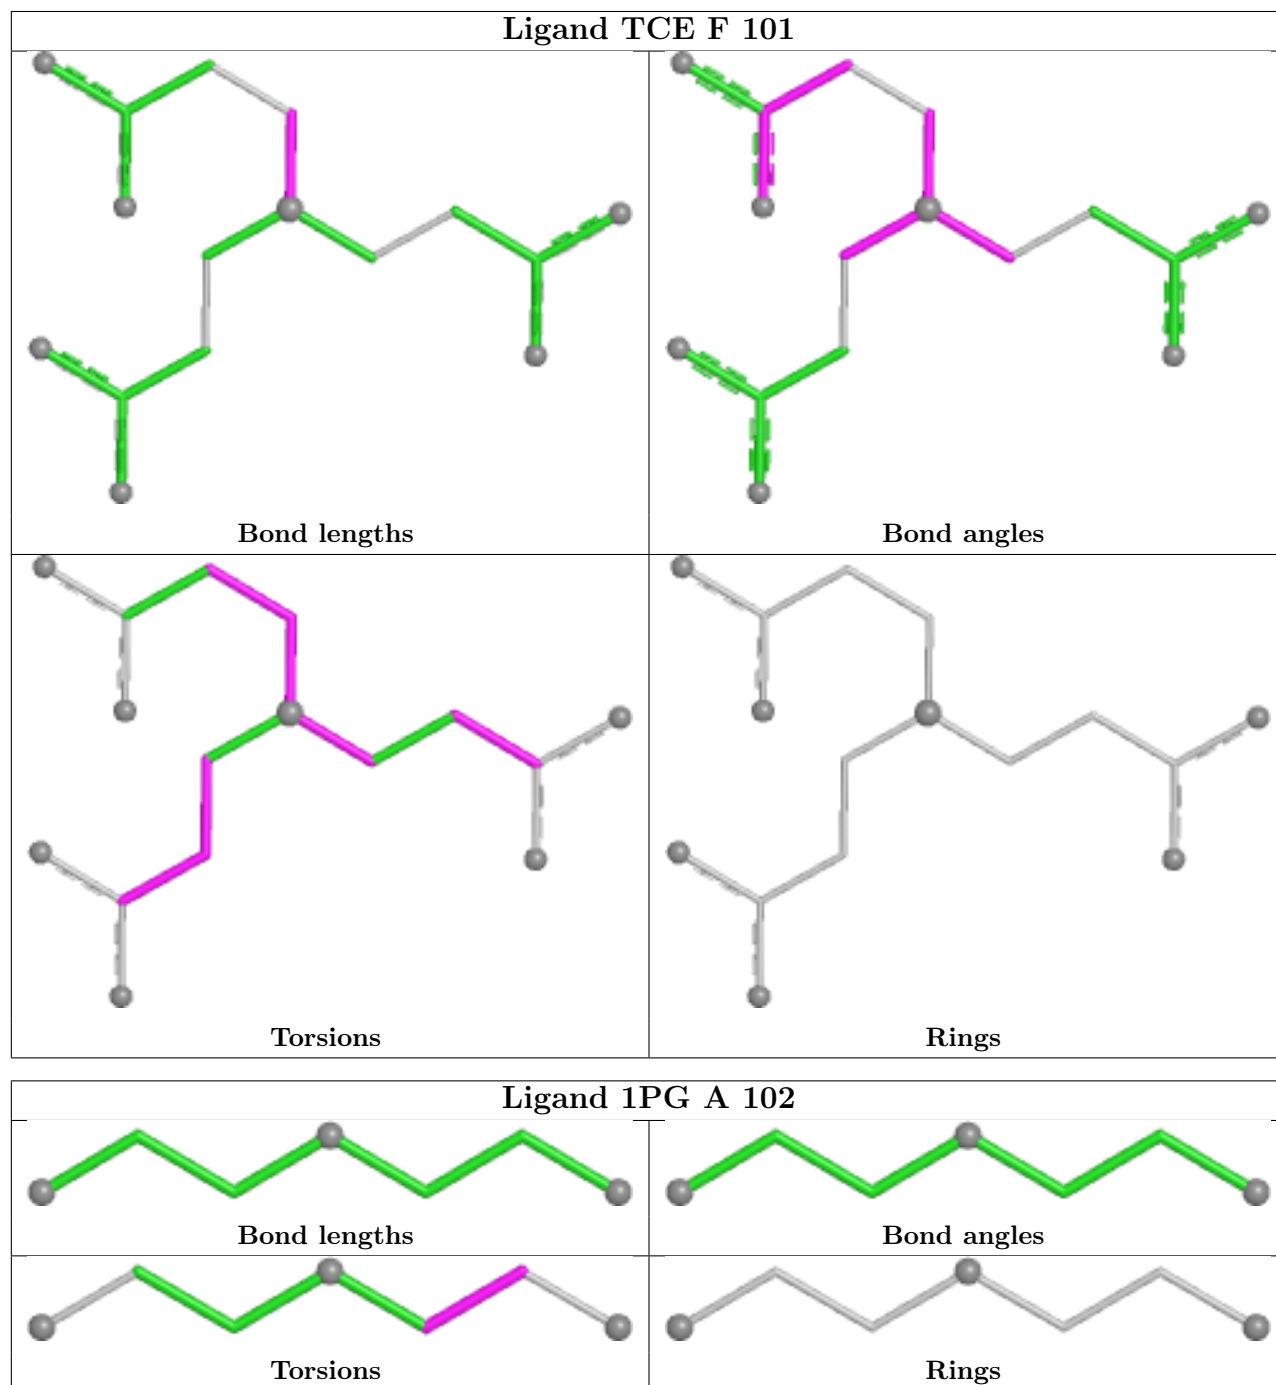 Ligand TCE F 101
Bond lengths
Bond angles
Torsions
Rings
Ligand 1PG A 102
Bond lengths
Bond angles
Torsions
Rings